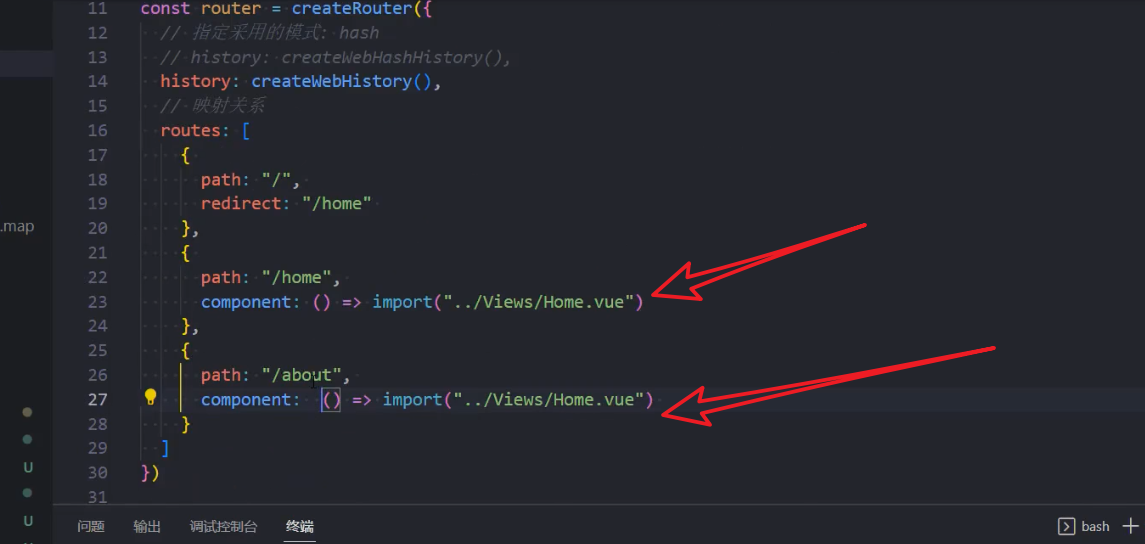 11 const router = createRouter({
12 // 指定采用的模式: hash
13 // history: createWebHashHistory(),
14 history: createWebHistory(),
15 // 映射关系
16 routes: [
17 {
18 path: "/",
19 redirect: "/home"
20 },
21 {
22 path: "/home",
23 component: () => import("../Views/Home.vue")
24 },
25 {
26 path: "/about",
27 component: () => import("../Views/Home.vue")
28 }
29 ]
30 })
31
.map
U
U
问题 输出 调试控制台 终端 bash